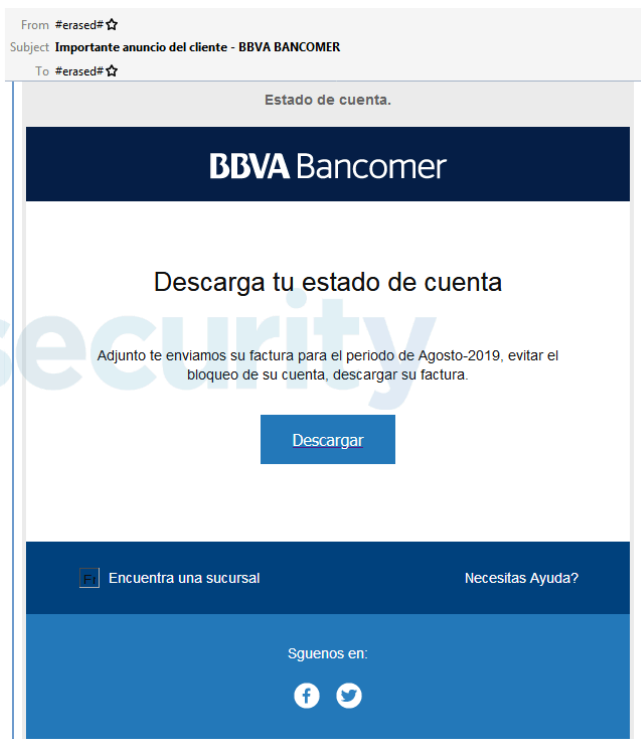 From #erased#
Subject Importante anuncio del cliente - BBVA BANCOMER
To #erased#
Estado de cuenta.
BBVA Bancomer
Descarga tu estado de cuenta
security
Adjunto te enviamos su factura para el periodo de Agosto-2019, evitar el
bloqueo de su cuenta, descargar su factura.
Descargar
Encuentra una sucursal
Necesitas Ayuda?
Sguenos en: